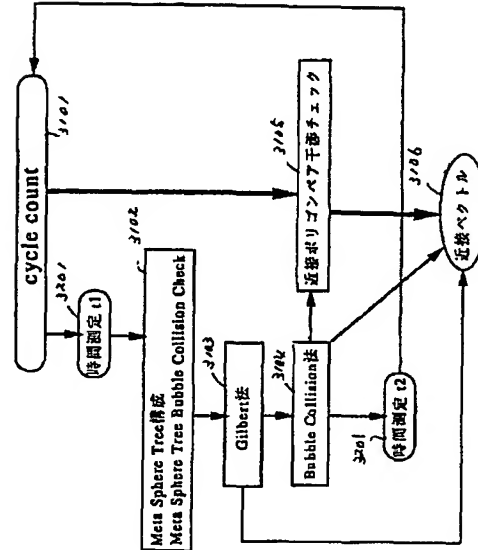 cycle count
3101
3201
時間測定 t1
3102
Meta Sphere Tree構成
Meta Sphere Tree Bubble Collision Check
3103
Gilbert法
3104
Bubble Collision法
3105
近接ポリゴンペア干渉チェック
3201
時間測定 t2
3106
近接ベクトル